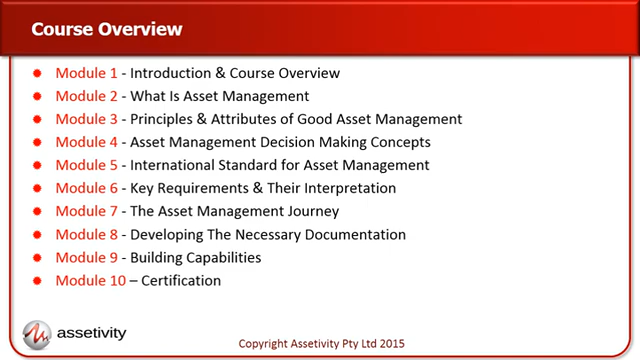 Course Overview
Module 1 - Introduction & Course Overview
Module 2 - What Is Asset Management
Module 3 - Principles & Attributes of Good Asset Management
Module 4 - Asset Management Decision Making Concepts
Module 5 - International Standard for Asset Management
Module 6 - Key Requirements & Their Interpretation
Module 7 - The Asset Management Journey
Module 8 - Developing The Necessary Documentation
Module 9 - Building Capabilities
Module 10 – Certification
assetivity
Copyright Assetivity Pty Ltd 2015